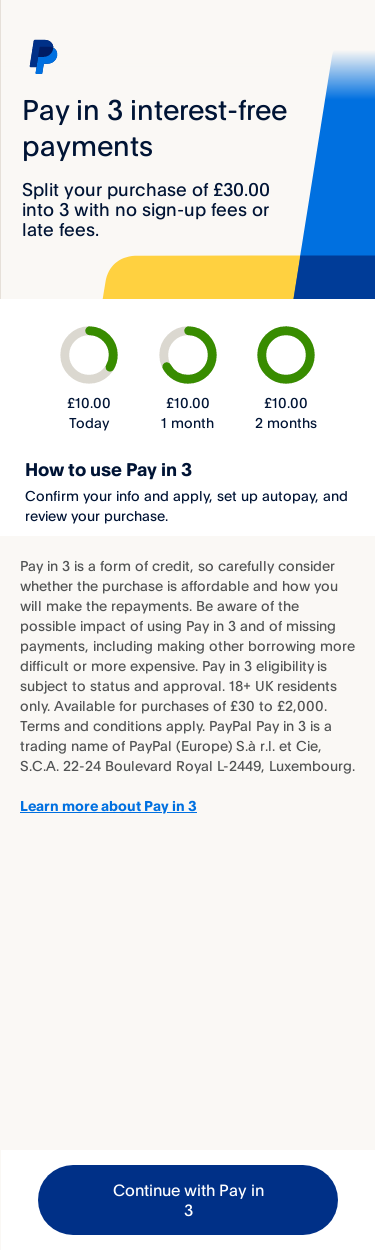 Pay in 3 interest-free
payments
Split your purchase of £30.00
into 3 with no sign-up fees or
late fees.
£10.00 £10.00 £10.00
Today 1 month 2 months
How to use Pay in 3
Confirm your info and apply, set up autopay, and
review your purchase.
Pay in 3 is a form of credit, so carefully consider
whether the purchase is affordable and how you
will make the repayments. Be aware of the
possible impact of using Pay in 3 and of missing
payments, including making other borrowing more
difficult or more expensive. Pay in 3 eligibility is
subject to status and approval. 18+ UK residents
only. Available for purchases of £30 to £2,000.
Terms and conditions apply. PayPal Pay in 3 is a
trading name of PayPal (Europe) S.à r.l. et Cie,
S.C.A. 22-24 Boulevard Royal L-2449, Luxembourg.
Learn more about Pay in 3
Continue with Pay in
3